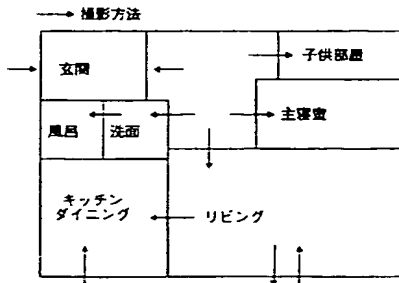 撮影方法
玄関
子供部屋
主寝室
風呂
洗面
キッチン
ダイニング
リビング